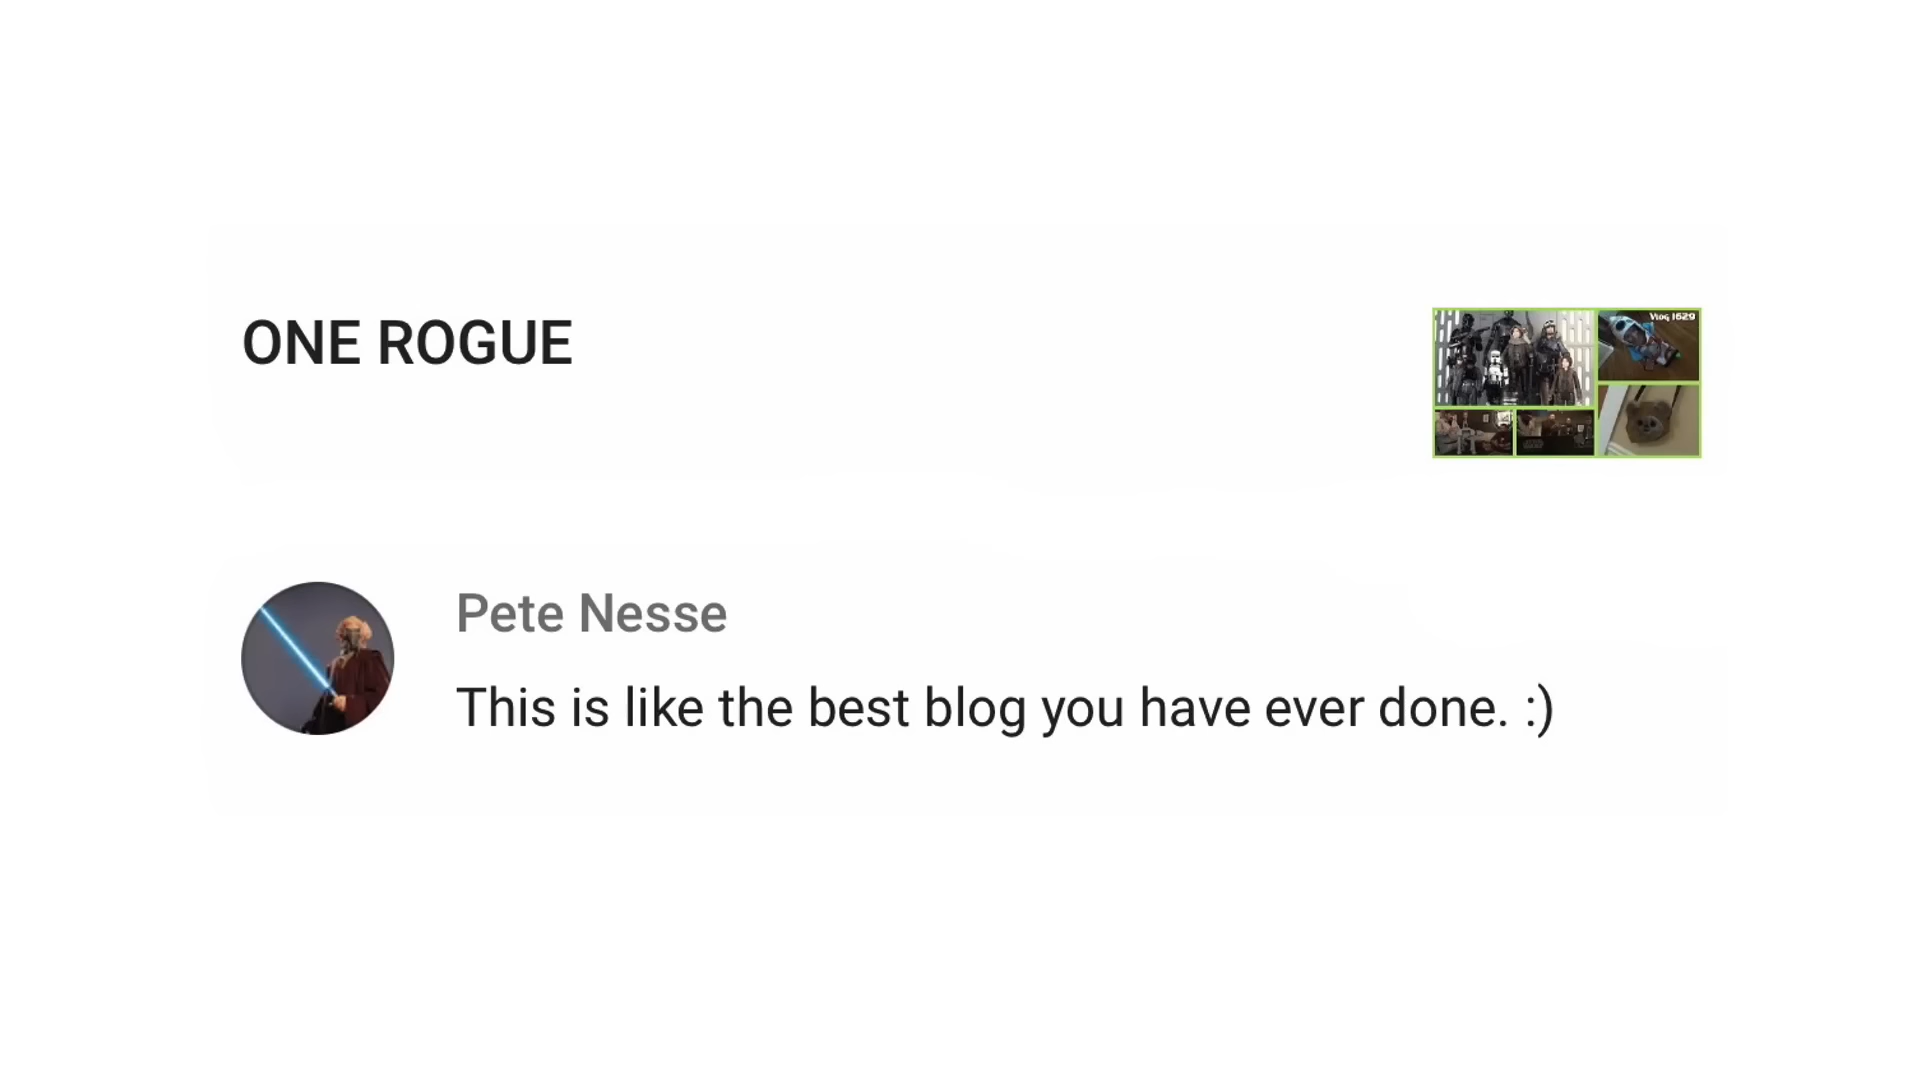 ONE ROGUE
Vlog 1629
Pete Nesse
This is like the best blog you have ever done. :)